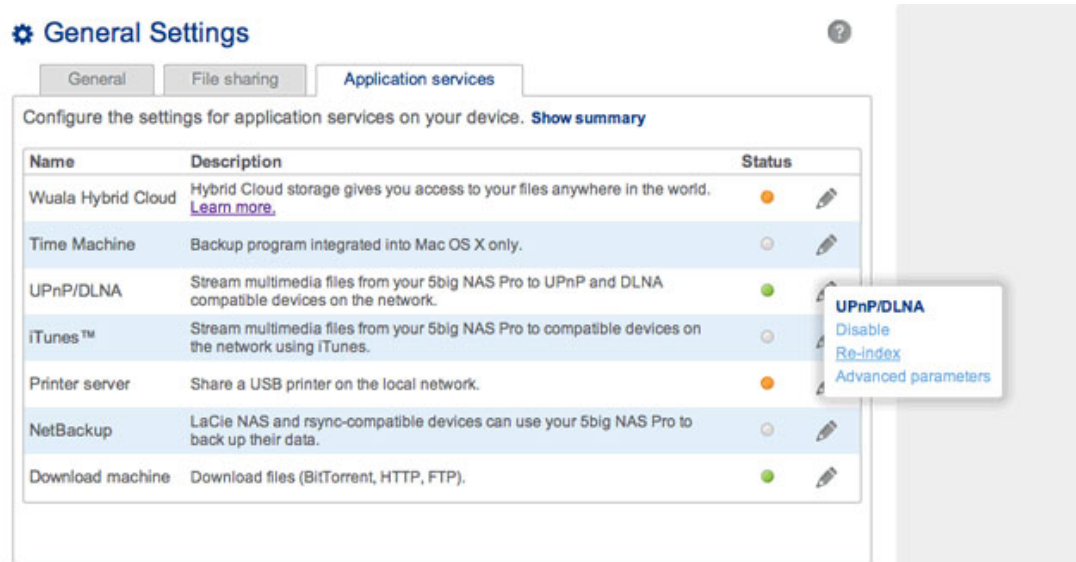 General Settings
?
General File sharing Application services
Configure the settings for application services on your device. Show summary
Name Description Status
Wuala Hybrid Cloud Hybrid Cloud storage gives you access to your files anywhere in the world.
Learn more.
Time Machine Backup program integrated into Mac OS X only.
UPnP/DLNA Stream multimedia files from your 5big NAS Pro to UPnP and DLNA
compatible devices on the network.
UPnP/DLNA
Disable
Re-index
Advanced parameters
iTunes™ Stream multimedia files from your 5big NAS Pro to compatible devices on
the network using iTunes.
Printer server Share a USB printer on the local network.
NetBackup LaCie NAS and rsync-compatible devices can use your 5big NAS Pro to
back up their data.
Download machine Download files (BitTorrent, HTTP, FTP).